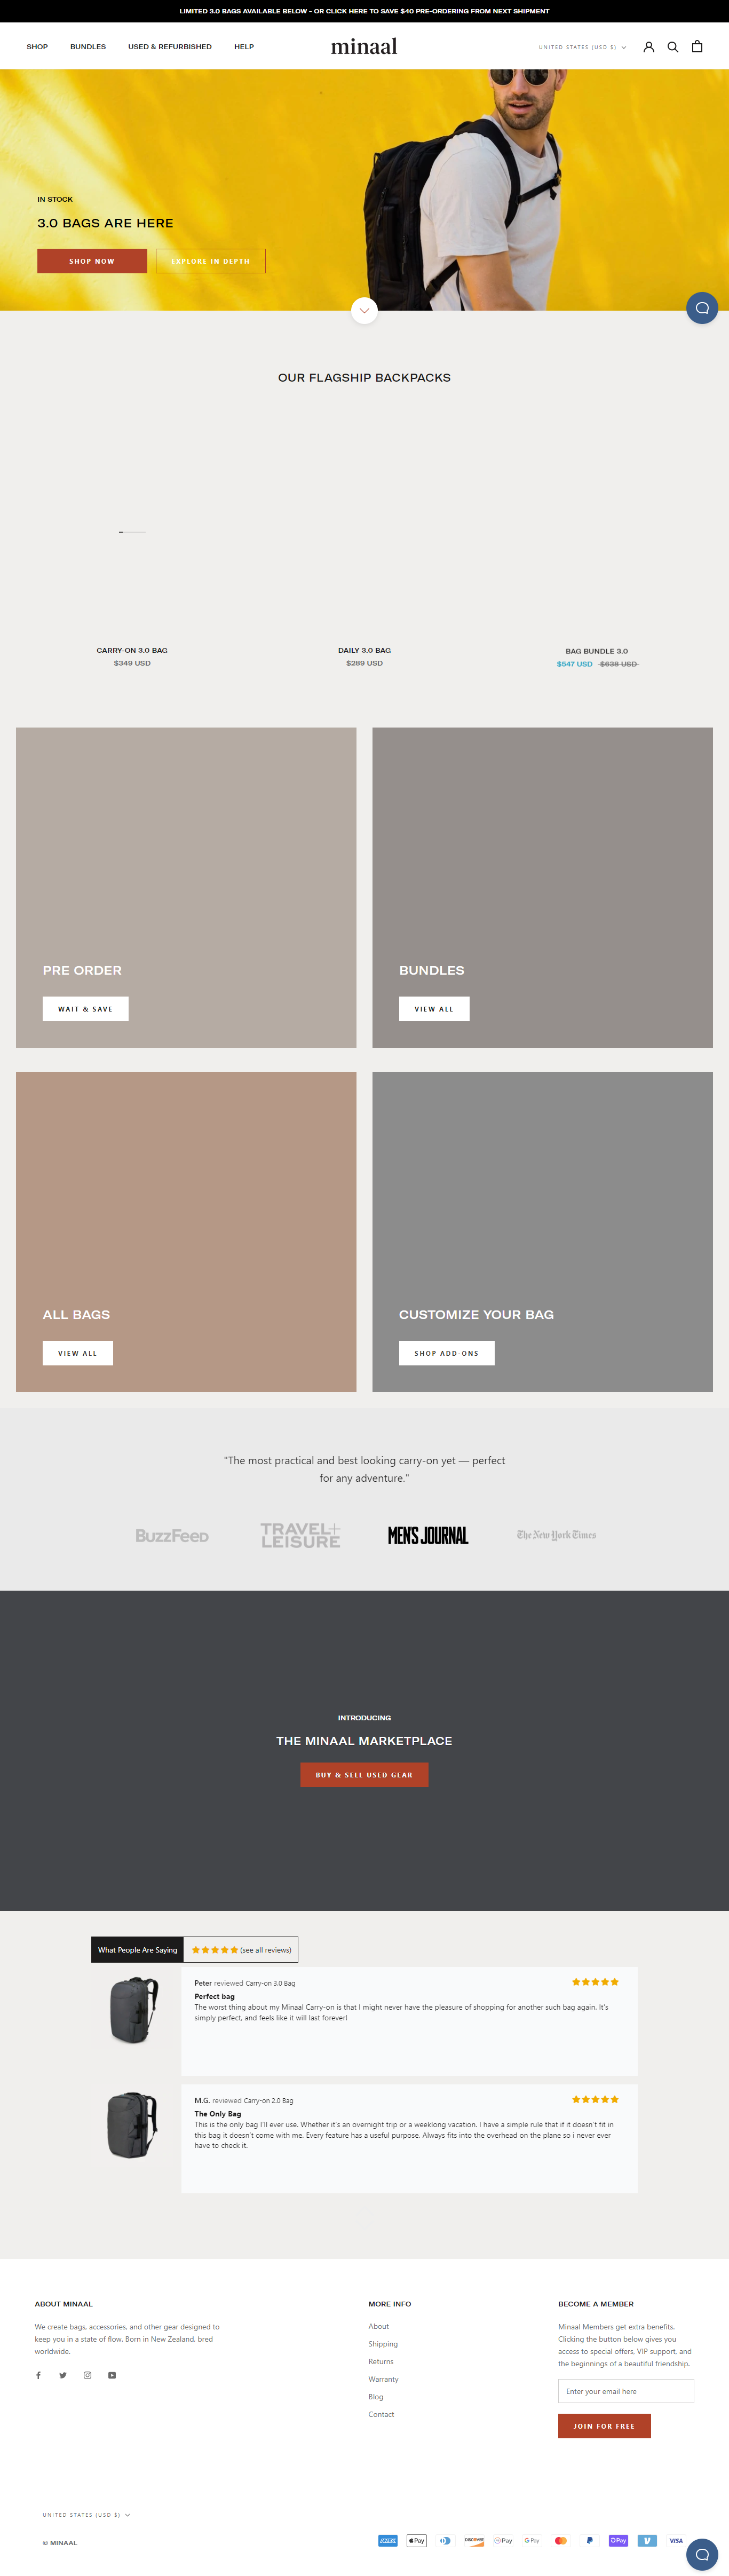 LIMITED 3.0 BAGS AVAILABLE BELOW – OR CLICK HERE TO SAVE $40 PRE-ORDERING FROM NEXT SHIPMENT
SHOP BUNDLES USED & REFURBISHED HELP
minaal
UNITED STATES (USD $)
IN STOCK
3.0 BAGS ARE HERE
SHOP NOW
EXPLORE IN DEPTH
OUR FLAGSHIP BACKPACKS
CARRY-ON 3.0 BAG
$349 USD
DAILY 3.0 BAG
$289 USD
BAG BUNDLE 3.0
$547 USD $638 USD
PRE ORDER
WAIT & SAVE
BUNDLES
VIEW ALL
ALL BAGS
VIEW ALL
CUSTOMIZE YOUR BAG
SHOP ADD-ONS
"The most practical and best looking carry-on yet — perfect
for any adventure."
BuzzFeed
TRAVEL+
LEISURE
MEN'S JOURNAL
The New York Times
INTRODUCING
THE MINAAL MARKETPLACE
BUY & SELL USED GEAR
What People Are Saying
(see all reviews)
Peter reviewed Carry-on 3.0 Bag
Perfect bag
The worst thing about my Minaal Carry-on is that I might never have the pleasure of shopping for another such bag again. It's
simply perfect, and feels like it will last forever!
M.G. reviewed Carry-on 2.0 Bag
The Only Bag
This is the only bag I'll ever use. Whether it's an overnight trip or a weeklong vacation. I have a simple rule that if it doesn't fit in
this bag it doesn't come with me. Every feature has a useful purpose. Always fits into the overhead on the plane so i never ever
have to check it.
ABOUT MINAAL
We create bags, accessories, and other gear designed to
keep you in a state of flow. Born in New Zealand, bred
worldwide.
MORE INFO
About
Shipping
Returns
Warranty
Blog
Contact
BECOME A MEMBER
Minaal Members get extra benefits.
Clicking the button below gives you
access to special offers, VIP support, and
the beginnings of a beautiful friendship.
Enter your email here
JOIN FOR FREE
UNITED STATES (USD $)
© MINAAL
Pay
DISCOVER
Pay
G Pay
Pay
VISA